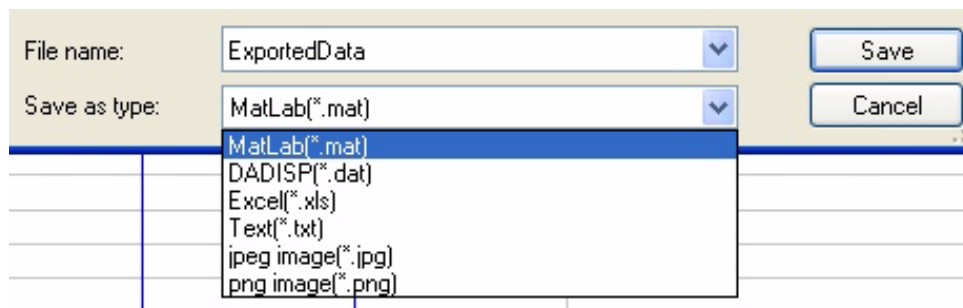 File name:
ExportedData
Save
Save as type:
MatLab(*.mat)
Cancel
MatLab(*.mat)
DADISP(*.dat)
Excel(*.xls)
Text(*.txt)
jpeg image(*.jpg)
png image(*.png)